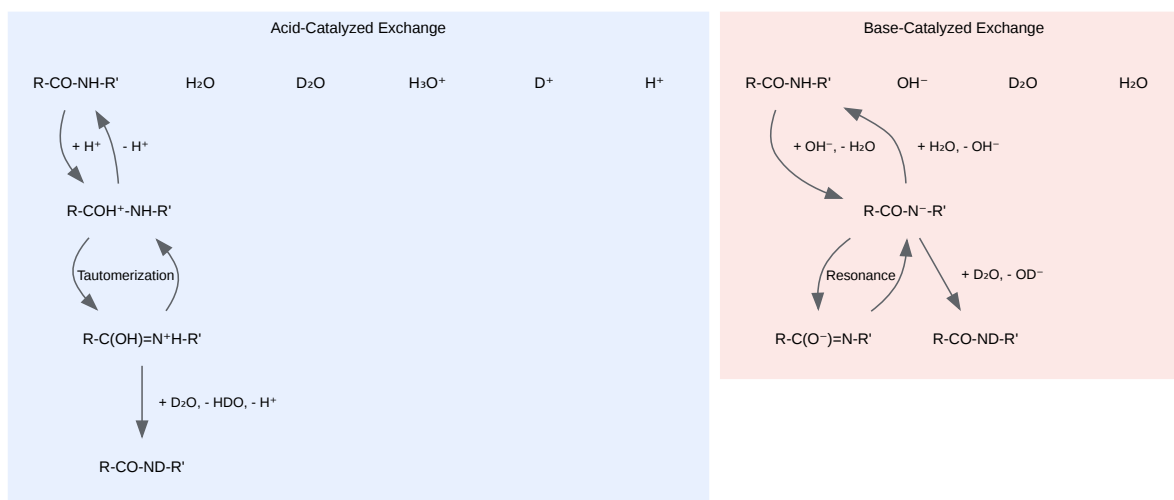 Acid-Catalyzed Exchange
R-CO-NH-R' H₂O D₂O H₃O⁺ D⁺ H⁺
+ H⁺ - H⁺
R-COH⁺-NH-R'
Tautomerization
R-C(OH)=N⁺H-R'
+ D₂O, - HDO, - H⁺
R-CO-ND-R'
Base-Catalyzed Exchange
R-CO-NH-R' OH⁻ D₂O H₂O
+ OH⁻, - H₂O + H₂O, - OH⁻
R-CO-N⁻-R'
Resonance + D₂O, - OD⁻
R-C(O⁻)=N-R' R-CO-ND-R'